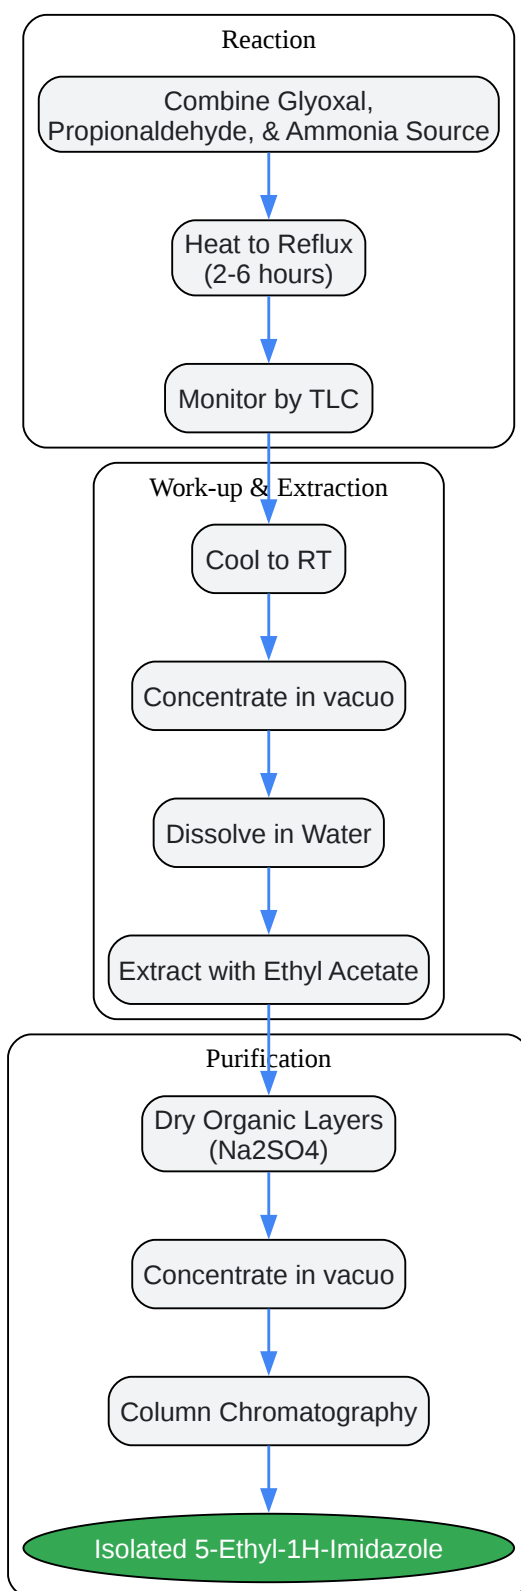 Reaction
Combine Glyoxal,
Propionaldehyde, & Ammonia Source
Heat to Reflux
(2-6 hours)
Monitor by TLC
Work-up & Extraction
Cool to RT
Concentrate in vacuo
Dissolve in Water
Extract with Ethyl Acetate
Purification
Dry Organic Layers
(Na2SO4)
Concentrate in vacuo
Column Chromatography
Isolated 5-Ethyl-1H-Imidazole